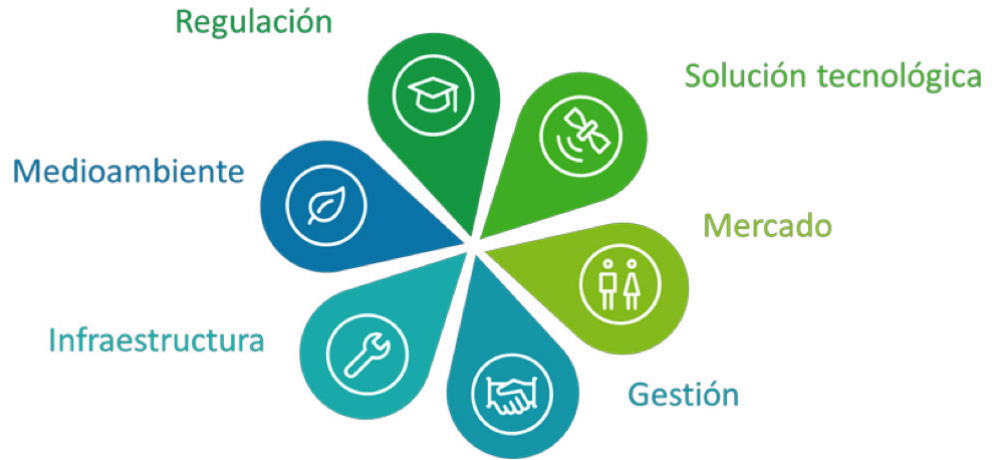 Regulación
Solución tecnológica
Medioambiente
Mercado
Infraestructura
Gestión